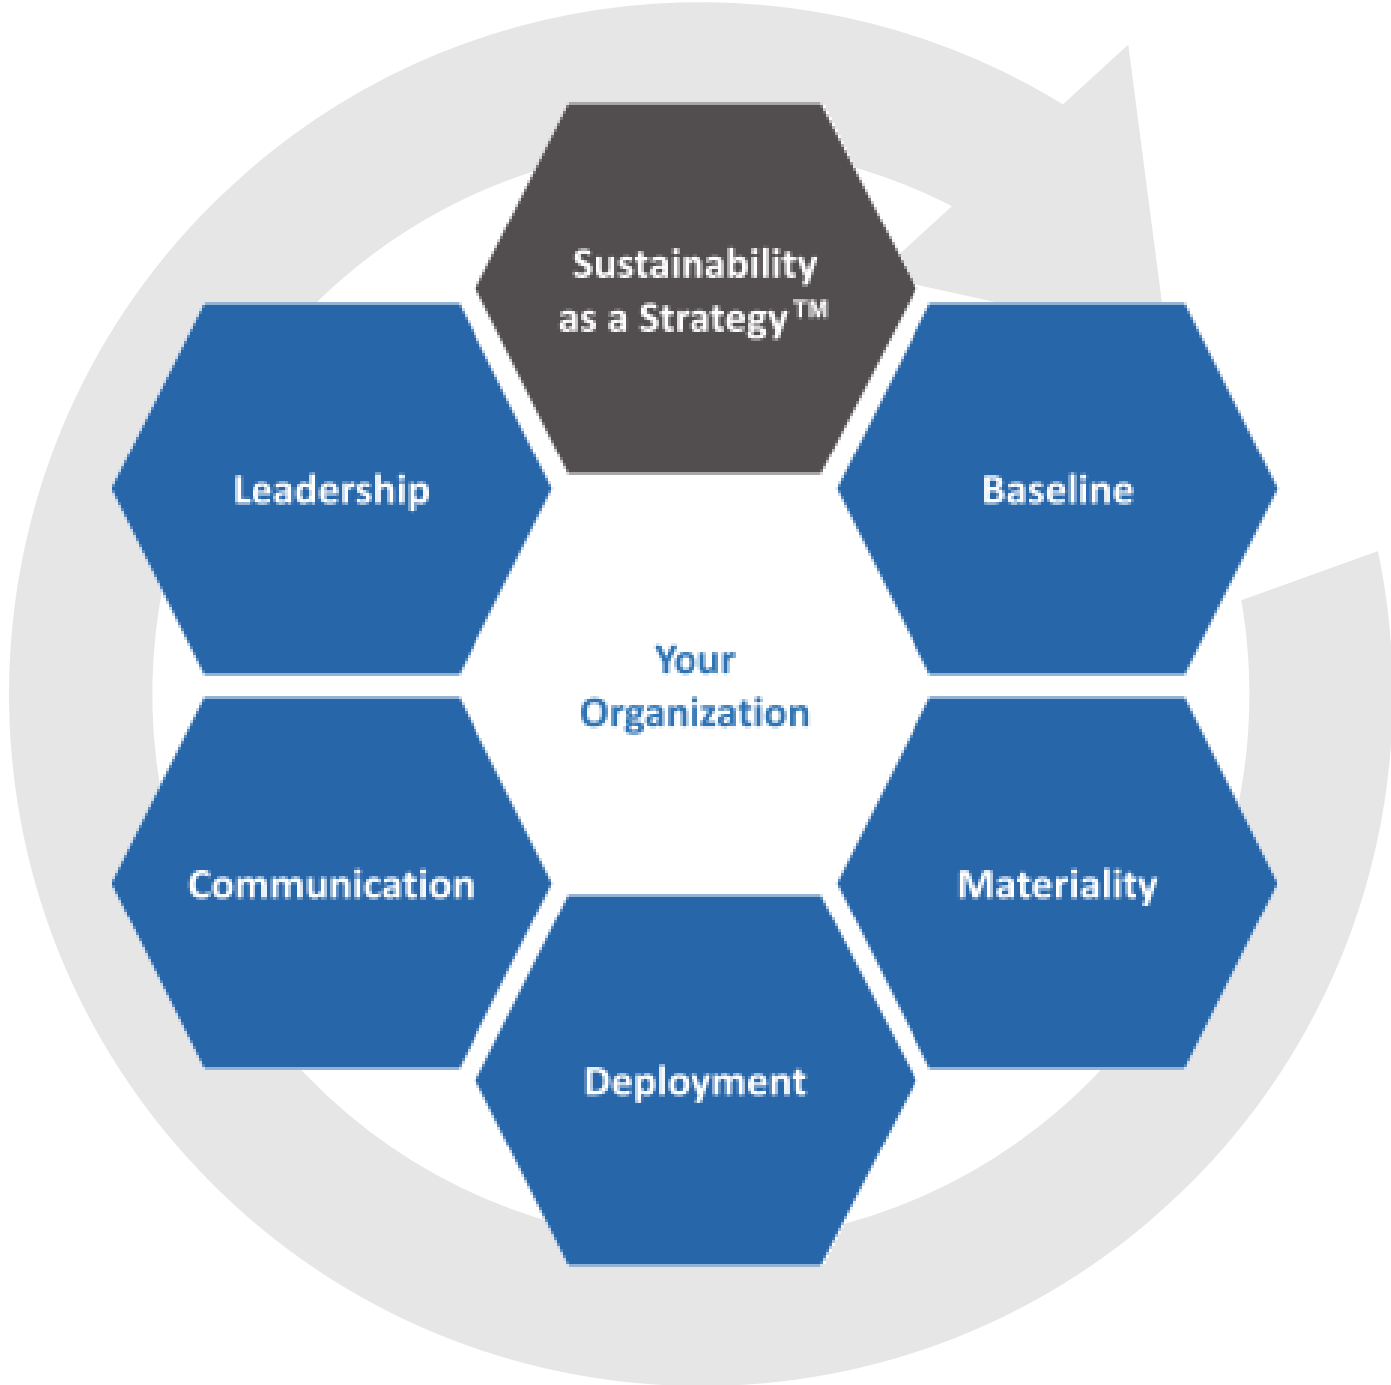 Sustainability
as a Strategy™
Leadership
Baseline
Your
Organization
Communication
Materiality
Deployment